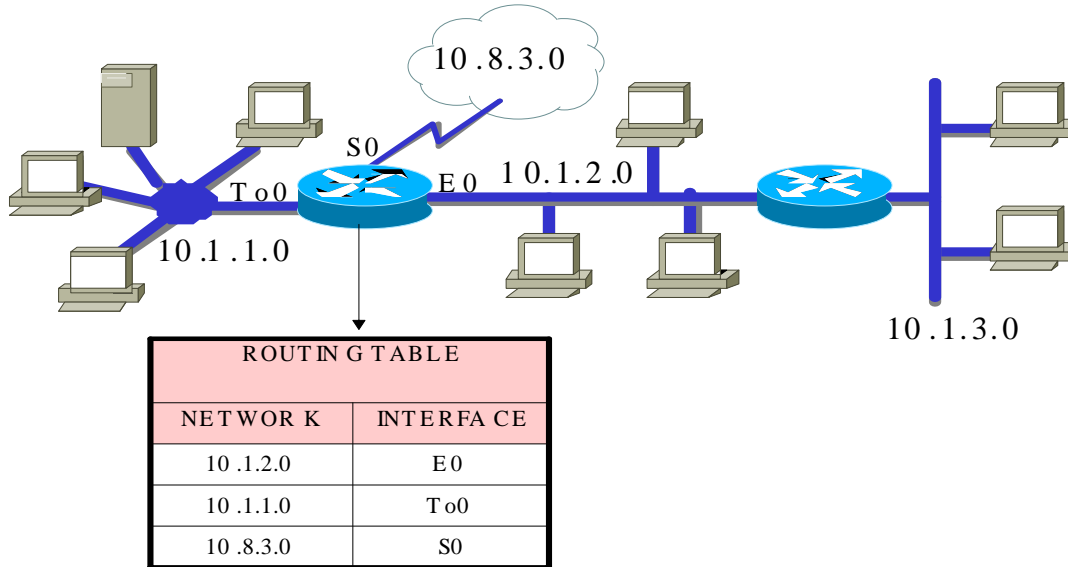 10.8.3.0
S0
To0
E0
10.1.2.0
10.1.1.0
10.1.3.0
ROUTING TABLE
NETWORK INTERFACE
10.1.2.0 E0
10.1.1.0 To0
10.8.3.0 S0